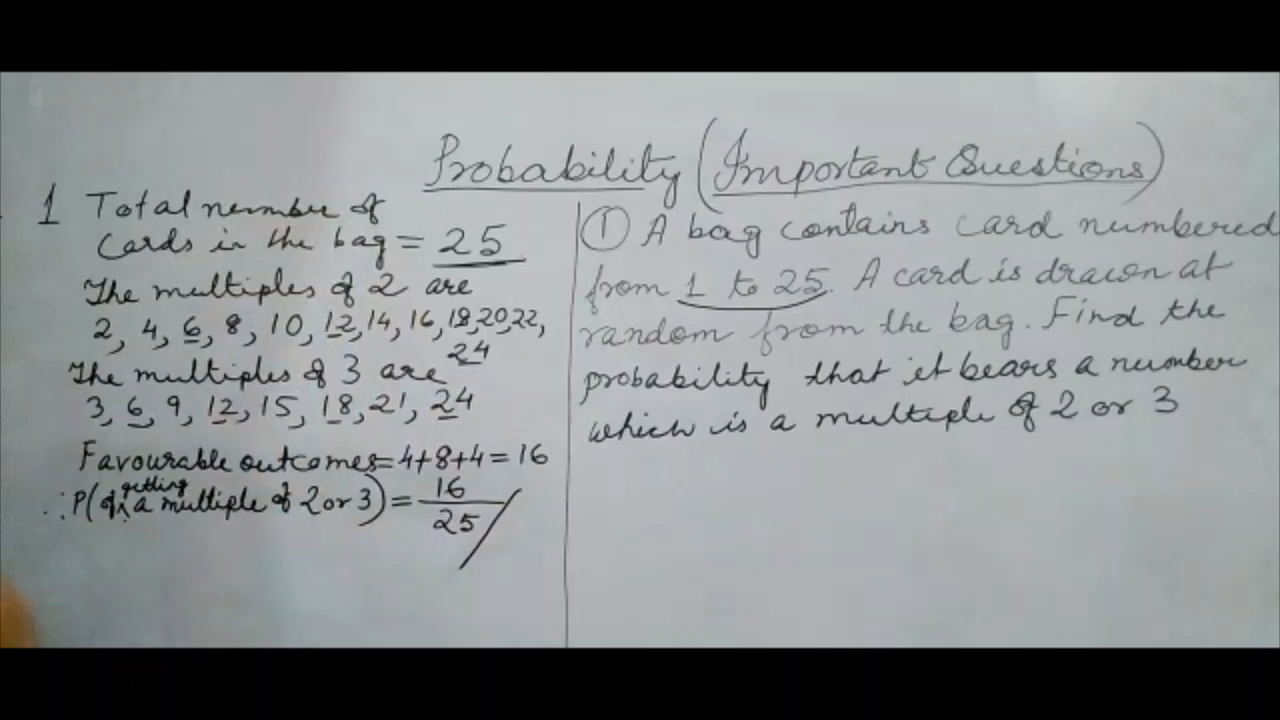 Probability (Important Questions)
1 Total number of
Cards in the bag = 25
The multiples of 2 are
2, 4, 6, 8, 10, 12, 14, 16, 18, 20, 22,
24
The multiples of 3 are
3, 6, 9, 12, 15, 18, 21, 24
Favourable outcomes = 4+8+4 = 16
∴ P(of getting a multiple of 2 or 3) = 16/25
① A bag contains card numbered
from 1 to 25. A card is drawn at
random from the bag. Find the
probability that it bears a number
which is a multiple of 2 or 3